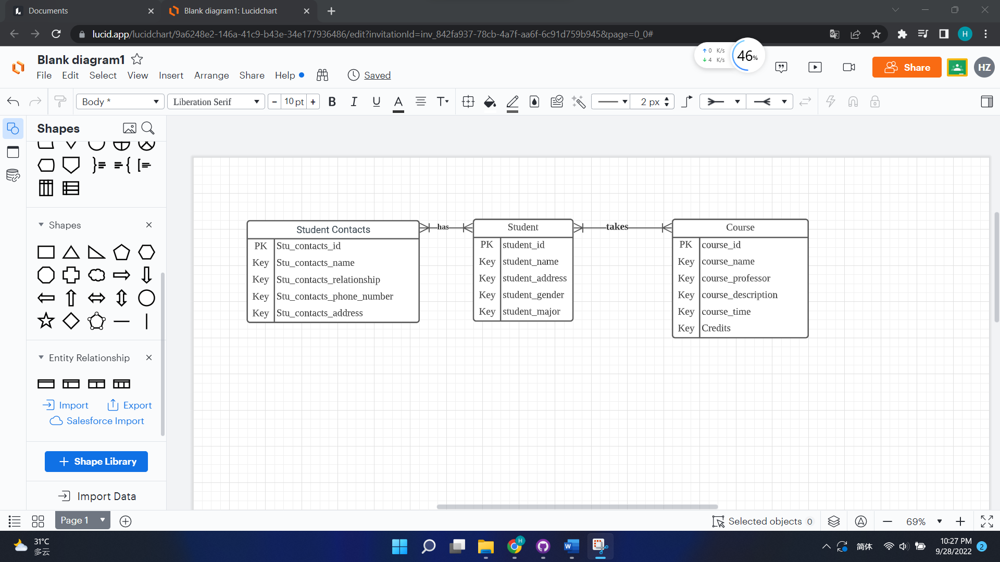 Documents
Blank diagram1: Lucidchart
lucid.app/lucidchart/9a6248e2-146a-41c9-b43e-34e177936486/edit?invitationId=inv_842fa937-78cb-4a7f-aa6f-6c91d759b945&page=0_0#
H
Blank diagram1
File Edit Select View Insert Arrange Share Help Saved
0 K/s
4 K/s
46%
Share
HZ
Body * Liberation Serif - 10 pt + B I U A T 2 px
Shapes
Shapes
Entity Relationship
Import Export
Salesforce Import
+ Shape Library
Import Data
Student Contacts
PK Stu_contacts_id
Key Stu_contacts_name
Key Stu_contacts_relationship
Key Stu_contacts_phone_number
Key Stu_contacts_address
has
Student
PK student_id
Key student_name
Key student_address
Key student_gender
Key student_major
takes
Course
PK course_id
Key course_name
Key course_professor
Key course_description
Key course_time
Key Credits
Page 1
Selected objects 0
69%
31°C
多云
H
W
简体
10:27 PM
9/28/2022
2